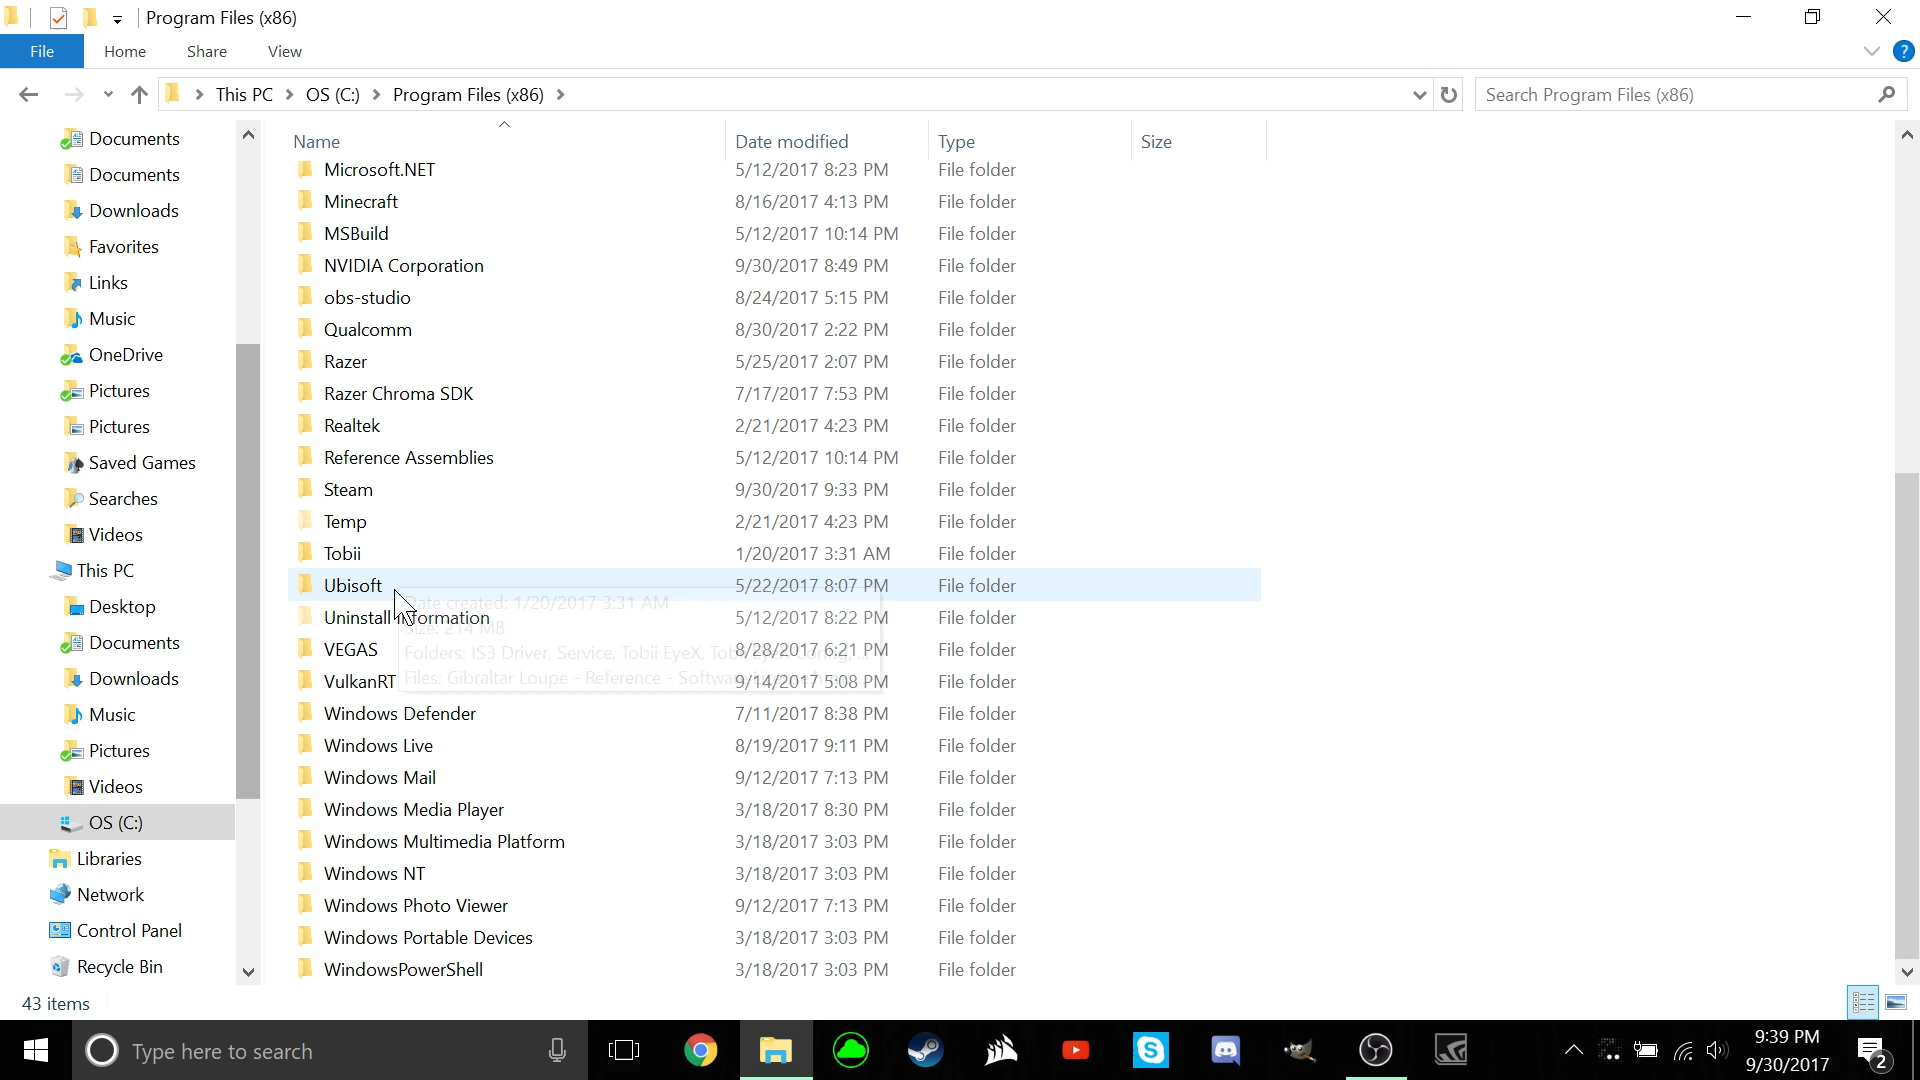 Program Files (x86)
File Home Share View
This PC OS (C:) Program Files (x86)
Search Program Files (x86)
Documents
Documents
Downloads
Favorites
Links
Music
OneDrive
Pictures
Pictures
Saved Games
Searches
Videos
This PC
Desktop
Documents
Downloads
Music
Pictures
Videos
OS (C:)
Libraries
Network
Control Panel
Recycle Bin
Name Date modified Type Size
Microsoft.NET 5/12/2017 8:23 PM File folder
Minecraft 8/16/2017 4:13 PM File folder
MSBuild 5/12/2017 10:14 PM File folder
NVIDIA Corporation 9/30/2017 8:49 PM File folder
obs-studio 8/24/2017 5:15 PM File folder
Qualcomm 8/30/2017 2:22 PM File folder
Razer 5/25/2017 2:07 PM File folder
Razer Chroma SDK 7/17/2017 7:53 PM File folder
Realtek 2/21/2017 4:23 PM File folder
Reference Assemblies 5/12/2017 10:14 PM File folder
Steam 9/30/2017 9:33 PM File folder
Temp 2/21/2017 4:23 PM File folder
Tobii 1/20/2017 3:31 AM File folder
Ubisoft 5/22/2017 8:07 PM File folder
Uninstall Information 5/12/2017 8:22 PM File folder
VEGAS 8/28/2017 6:21 PM File folder
VulkanRT 9/14/2017 5:08 PM File folder
Windows Defender 7/11/2017 8:38 PM File folder
Windows Live 8/19/2017 9:11 PM File folder
Windows Mail 9/12/2017 7:13 PM File folder
Windows Media Player 3/18/2017 8:30 PM File folder
Windows Multimedia Platform 3/18/2017 3:03 PM File folder
Windows NT 3/18/2017 3:03 PM File folder
Windows Photo Viewer 9/12/2017 7:13 PM File folder
Windows Portable Devices 3/18/2017 3:03 PM File folder
WindowsPowerShell 3/18/2017 3:03 PM File folder
Date created: 1/20/2017 3:31 AM
Size: 214 MB
Folders: IS3 Driver, Service, Tobii EyeX,
Files: Gibraltar Loupe - Reference -
43 items
Type here to search
9:39 PM
9/30/2017
2